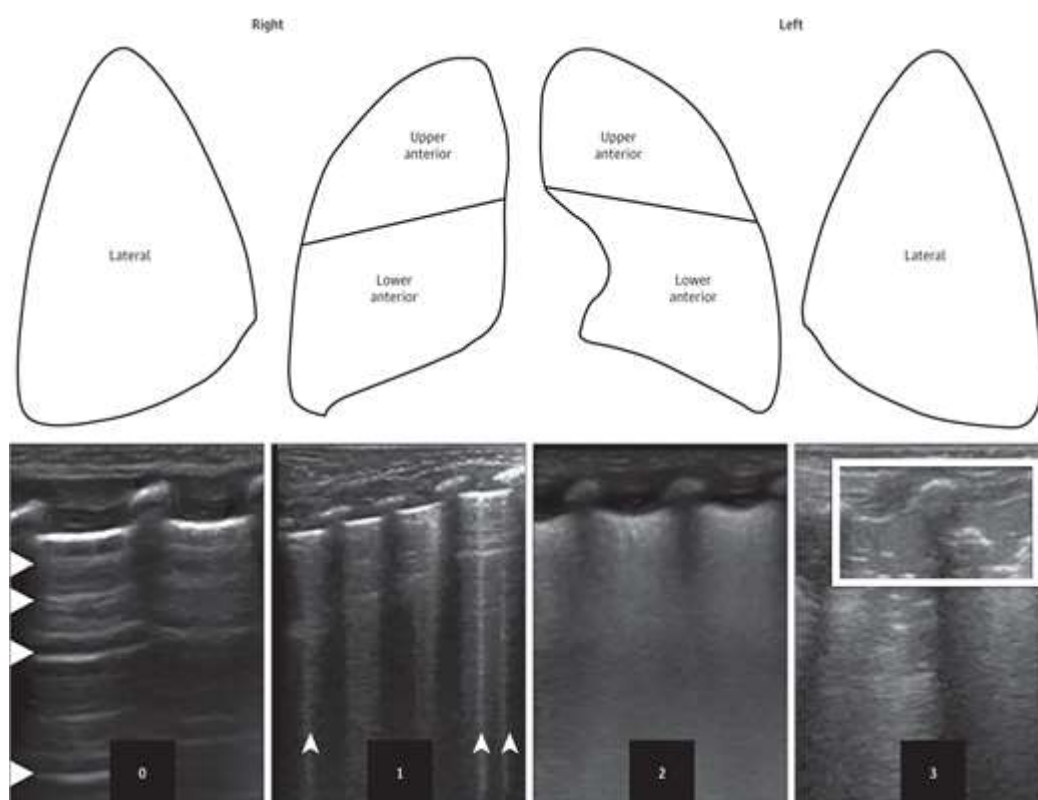 Right
Left
Lateral
Upper
anterior
Lower
anterior
Upper
anterior
Lower
anterior
Lateral
0
1
2
3